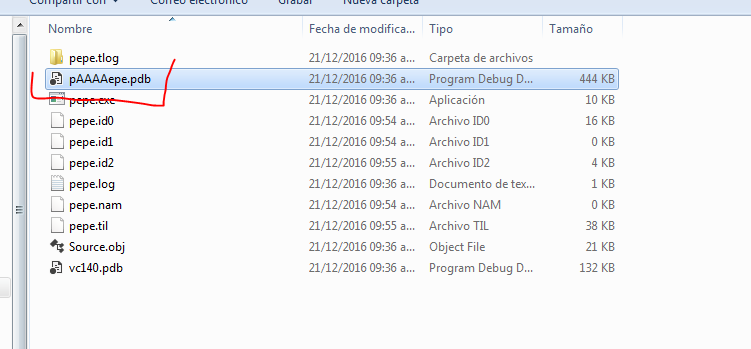 Compartir con Correo electrónico Grabar Nueva carpeta
Nombre Fecha de modifica... Tipo Tamaño
pepe.tlog 21/12/2016 09:36 a... Carpeta de archivos
pAAAAepe.pdb 21/12/2016 09:36 a... Program Debug D... 444 KB
pepe.exe 21/12/2016 09:36 a... Aplicación 10 KB
pepe.id0 21/12/2016 09:54 a... Archivo ID0 16 KB
pepe.id1 21/12/2016 09:54 a... Archivo ID1 0 KB
pepe.id2 21/12/2016 09:55 a... Archivo ID2 4 KB
pepe.log 21/12/2016 09:36 a... Documento de tex... 1 KB
pepe.nam 21/12/2016 09:54 a... Archivo NAM 0 KB
pepe.til 21/12/2016 09:55 a... Archivo TIL 38 KB
Source.obj 21/12/2016 09:36 a... Object File 21 KB
vc140.pdb 21/12/2016 09:36 a... Program Debug D... 132 KB